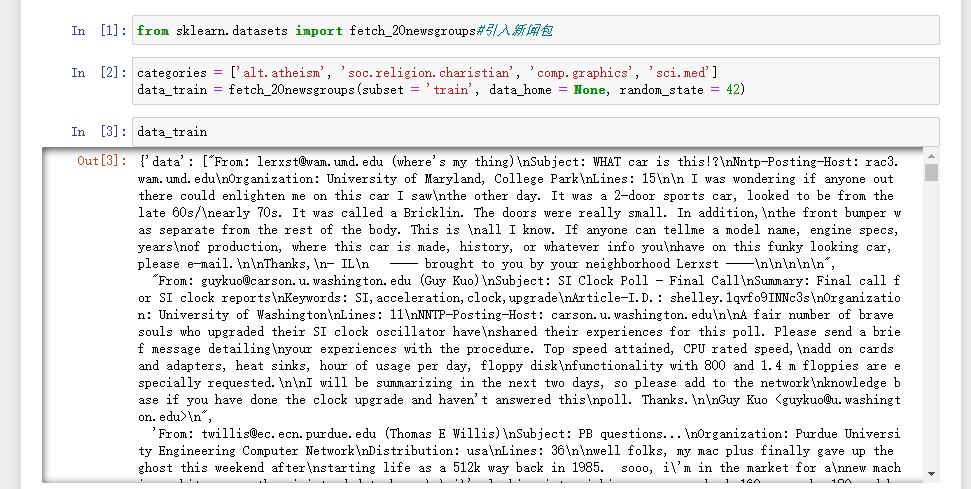 In [1]: from sklearn.datasets import fetch_20newsgroups#引入新闻包
In [2]: categories = ['alt.atheism', 'soc.religion.charistian', 'comp.graphics', 'sci.med']
data_train = fetch_20newsgroups(subset = 'train', data_home = None, random_state = 42)
In [3]: data_train
Out[3]: {'data': ["From: lerxst@wam.umd.edu (where's my thing)\nSubject: WHAT car is this!?\nNntp-Posting-Host: rac3.
wam.umd.edu\nOrganization: University of Maryland, College Park\nLines: 15\n\n I was wondering if anyone out
there could enlighten me on this car I saw\nthe other day. It was a 2-door sports car, looked to be from the
late 60s/\nearly 70s. It was called a Bricklin. The doors were really small. In addition,\nthe front bumper w
as separate from the rest of the body. This is \nall I know. If anyone can tellme a model name, engine specs,
years\nof production, where this car is made, history, or whatever info you\nhave on this funky looking car,
please e-mail.\n\nThanks,\n- IL\n   ---- brought to you by your neighborhood Lerxst ----\n\n\n\n\n",
"From: guykuo@carson.u.washington.edu (Guy Kuo)\nSubject: SI Clock Poll - Final Call\nSummary: Final call f
or SI clock reports\nKeywords: SI,acceleration,clock,upgrade\nArticle-I.D.: shelley.1qvfo9INNc3s\nOrganizatio
n: University of Washington\nLines: 11\nNNTP-Posting-Host: carson.u.washington.edu\n\nA fair number of brave
souls who upgraded their SI clock oscillator have\nshared their experiences for this poll. Please send a brie
f message detailing\nyour experiences with the procedure. Top speed attained, CPU rated speed,\nadd on cards
and adapters, heat sinks, hour of usage per day, floppy disk\nfunctionality with 800 and 1.4 m floppies are e
specially requested.\n\nI will be summarizing in the next two days, so please add to the network\nknowledge b
ase if you have done the clock upgrade and haven't answered this\npoll. Thanks.\n\nGuy Kuo <guykuo@u.washingt
on.edu>\n",
'From: twillis@ec.ecn.purdue.edu (Thomas E Willis)\nSubject: PB questions...\nOrganization: Purdue Universi
ty Engineering Computer Network\nDistribution: usa\nLines: 36\n\nwell folks, my mac plus finally gave up the
ghost this weekend after\nstarting life as a 512k way back in 1985.  sooo, i\'m in the market for a\nnew mach